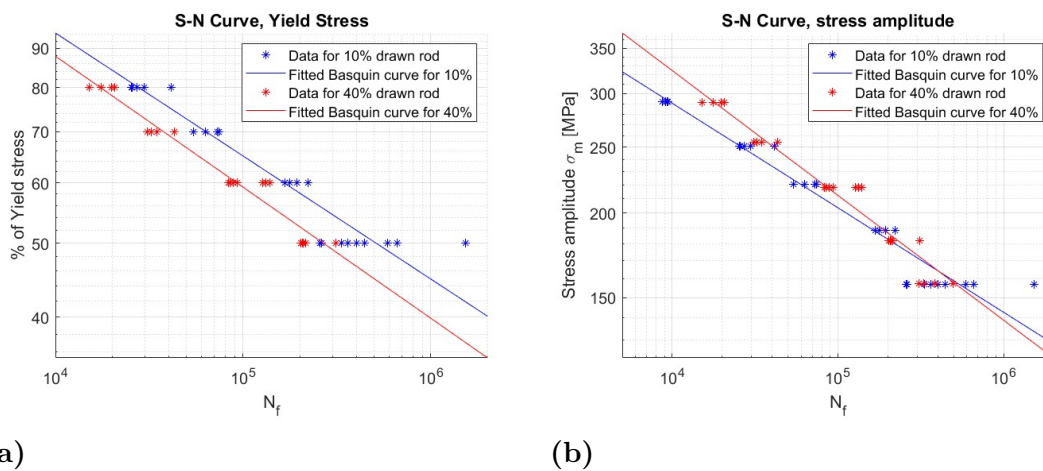 S-N Curve, Yield Stress
% of Yield stress
90
80
70
60
50
40
Data for 10% drawn rod
Fitted Basquin curve for 10%
Data for 40% drawn rod
Fitted Basquin curve for 40%
10^4
10^5
10^6
N_f
a)
S-N Curve, stress amplitude
Stress amplitude σ_m [MPa]
350
300
250
200
150
Data for 10% drawn rod
Fitted Basquin curve for 10%
Data for 40% drawn rod
Fitted Basquin curve for 40%
10^4
10^5
10^6
N_f
(b)